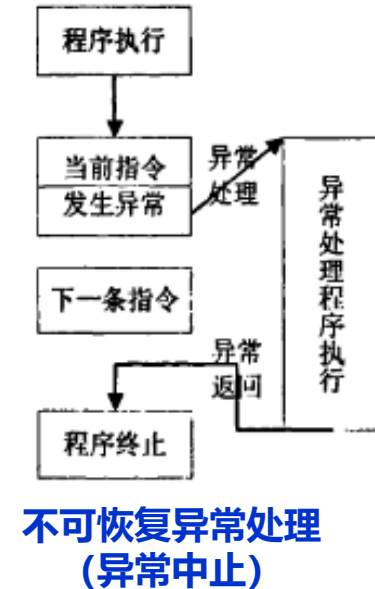 程序执行
当前指令
发生异常
异常
处理
异常处理程序执行
下一条指令
异常
返回
程序终止
不可恢复异常处理
（异常中止）